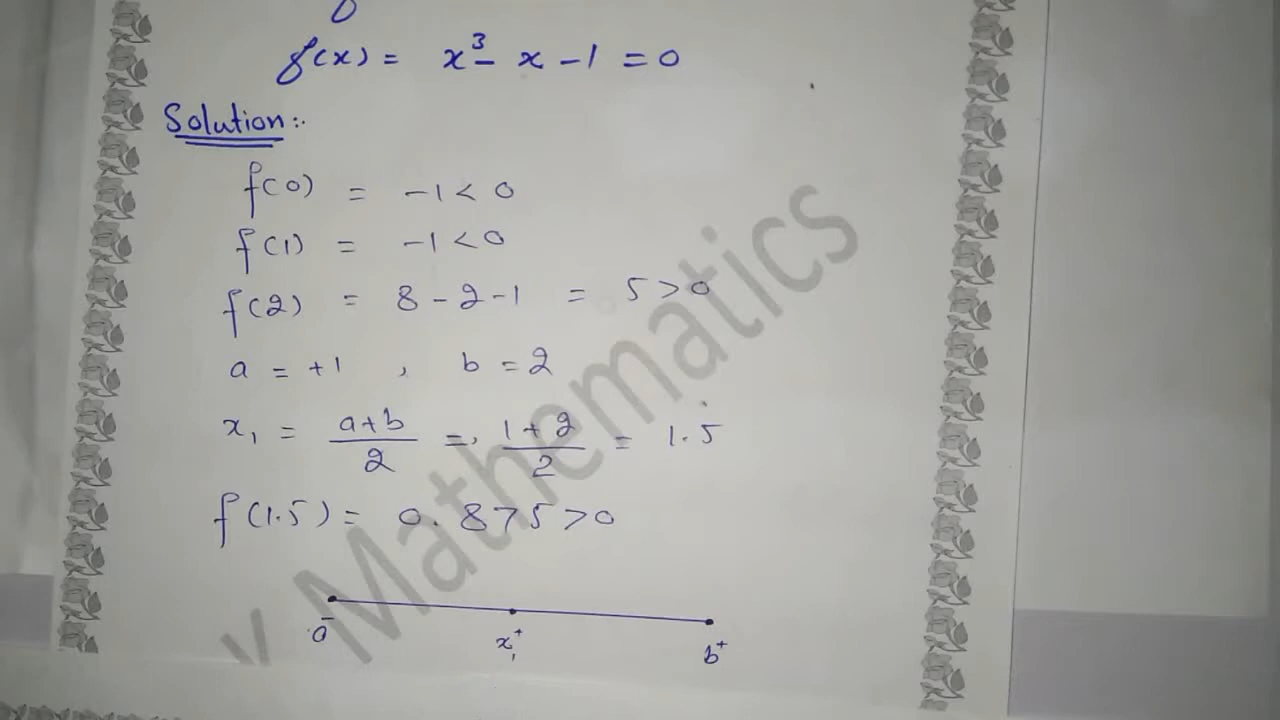 f(x) = x³ - x - 1 = 0
Solution:.
f(0) = -1 < 0
f(1) = -1 < 0
f(2) = 8 - 2 - 1 = 5 > 0
a = +1 , b = 2
x₁ = a+b/2 = 1+2/2 = 1.5
f(1.5) = 0.875 > 0
a⁻ x₁⁺ b⁺
Mathematics